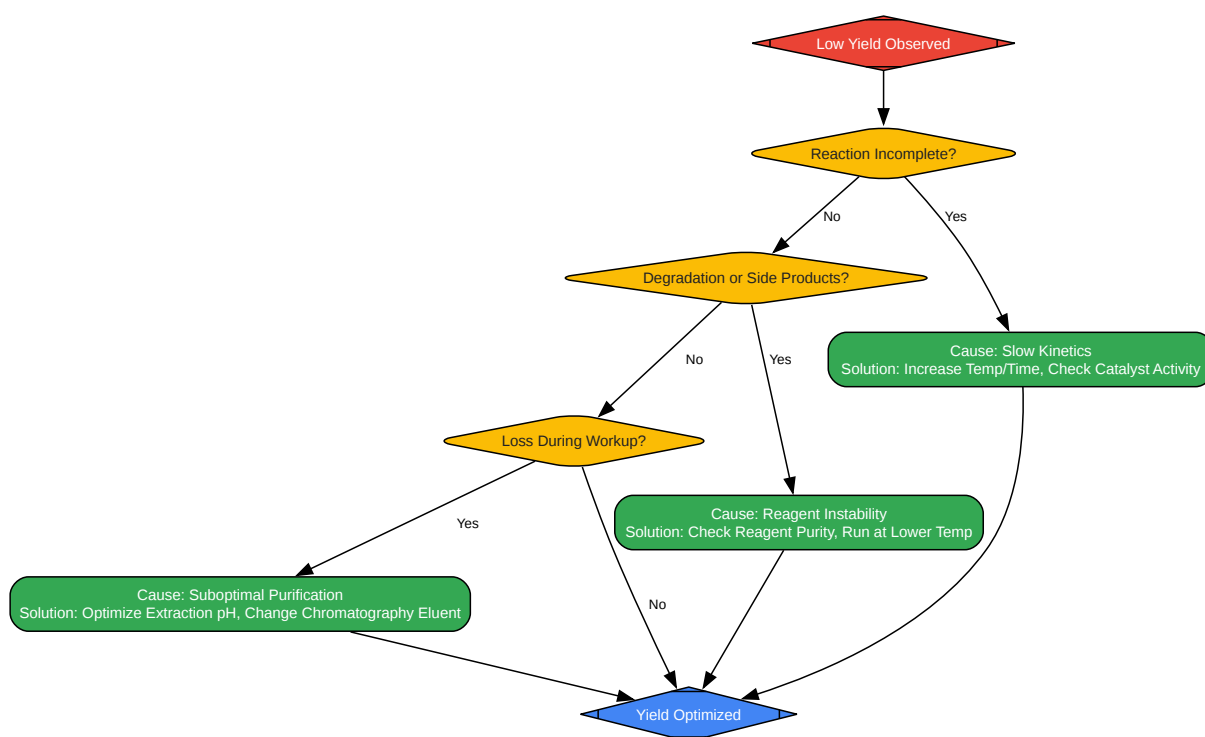 Low Yield Observed
Reaction Incomplete?
No
Yes
Degradation or Side Products?
Cause: Slow Kinetics
Solution: Increase Temp/Time, Check Catalyst Activity
No
Yes
Loss During Workup?
Cause: Reagent Instability
Solution: Check Reagent Purity, Run at Lower Temp
Yes
Cause: Suboptimal Purification
Solution: Optimize Extraction pH, Change Chromatography Eluent
No
Yield Optimized